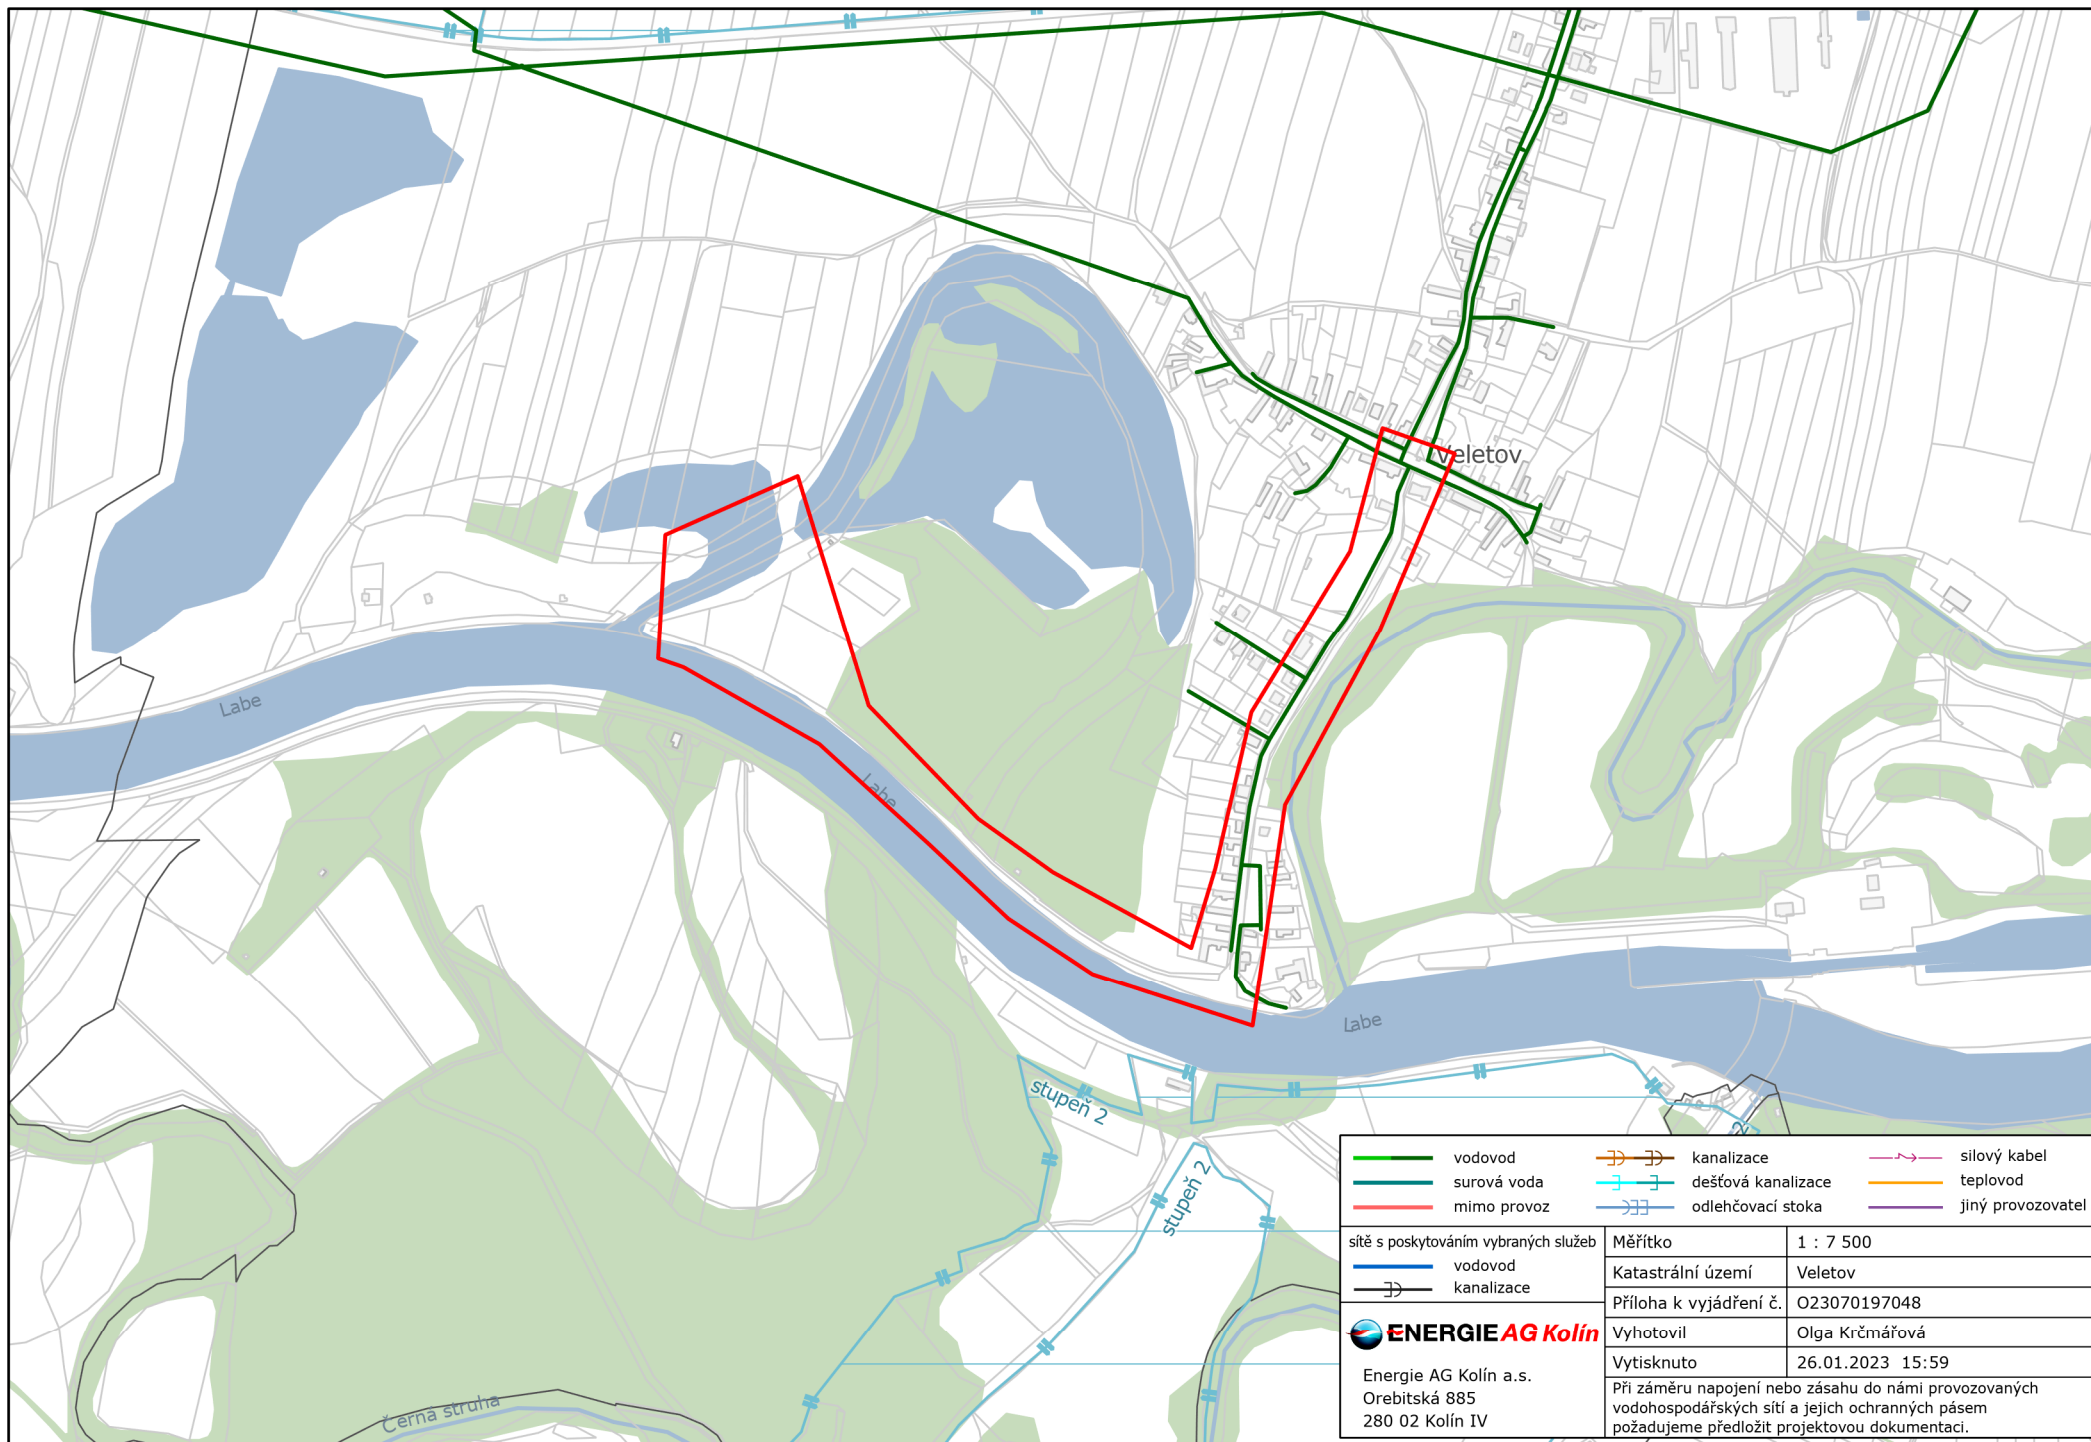 Veletov
Labe
Labe
Labe
stupeň 2
stupeň 2
2
Černá struha
vodovod
surová voda
mimo provoz
kanalizace
dešťová kanalizace
odlehčovací stoka
silový kabel
teplovod
jiný provozovatel
sítě s poskytováním vybraných služeb
vodovod
kanalizace
Měřítko 1 : 7 500
Katastrální území Veletov
Příloha k vyjádření č. O23070197048
Vyhotovil Olga Krčmářová
Vytisknuto 26.01.2023 15:59
ENERGIE AG Kolín
Energie AG Kolín a.s.
Orebitská 885
280 02 Kolín IV
Při záměru napojení nebo zásahu do námi provozovaných
vodohospodářských sítí a jejich ochranných pásem
požadujeme předložit projektovou dokumentaci.